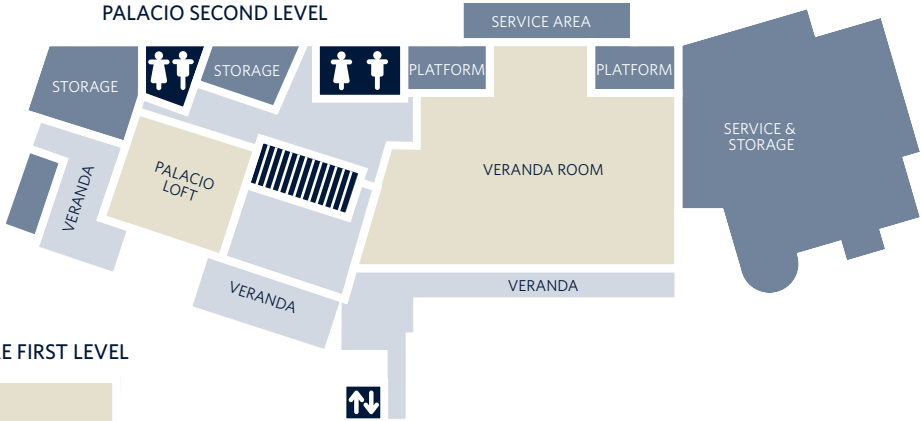 PALACIO SECOND LEVEL
SERVICE AREA
STORAGE
STORAGE
PLATFORM
PLATFORM
SERVICE &
STORAGE
VERANDA
PALACIO
LOFT
VERANDA ROOM
VERANDA
VERANDA
E FIRST LEVEL